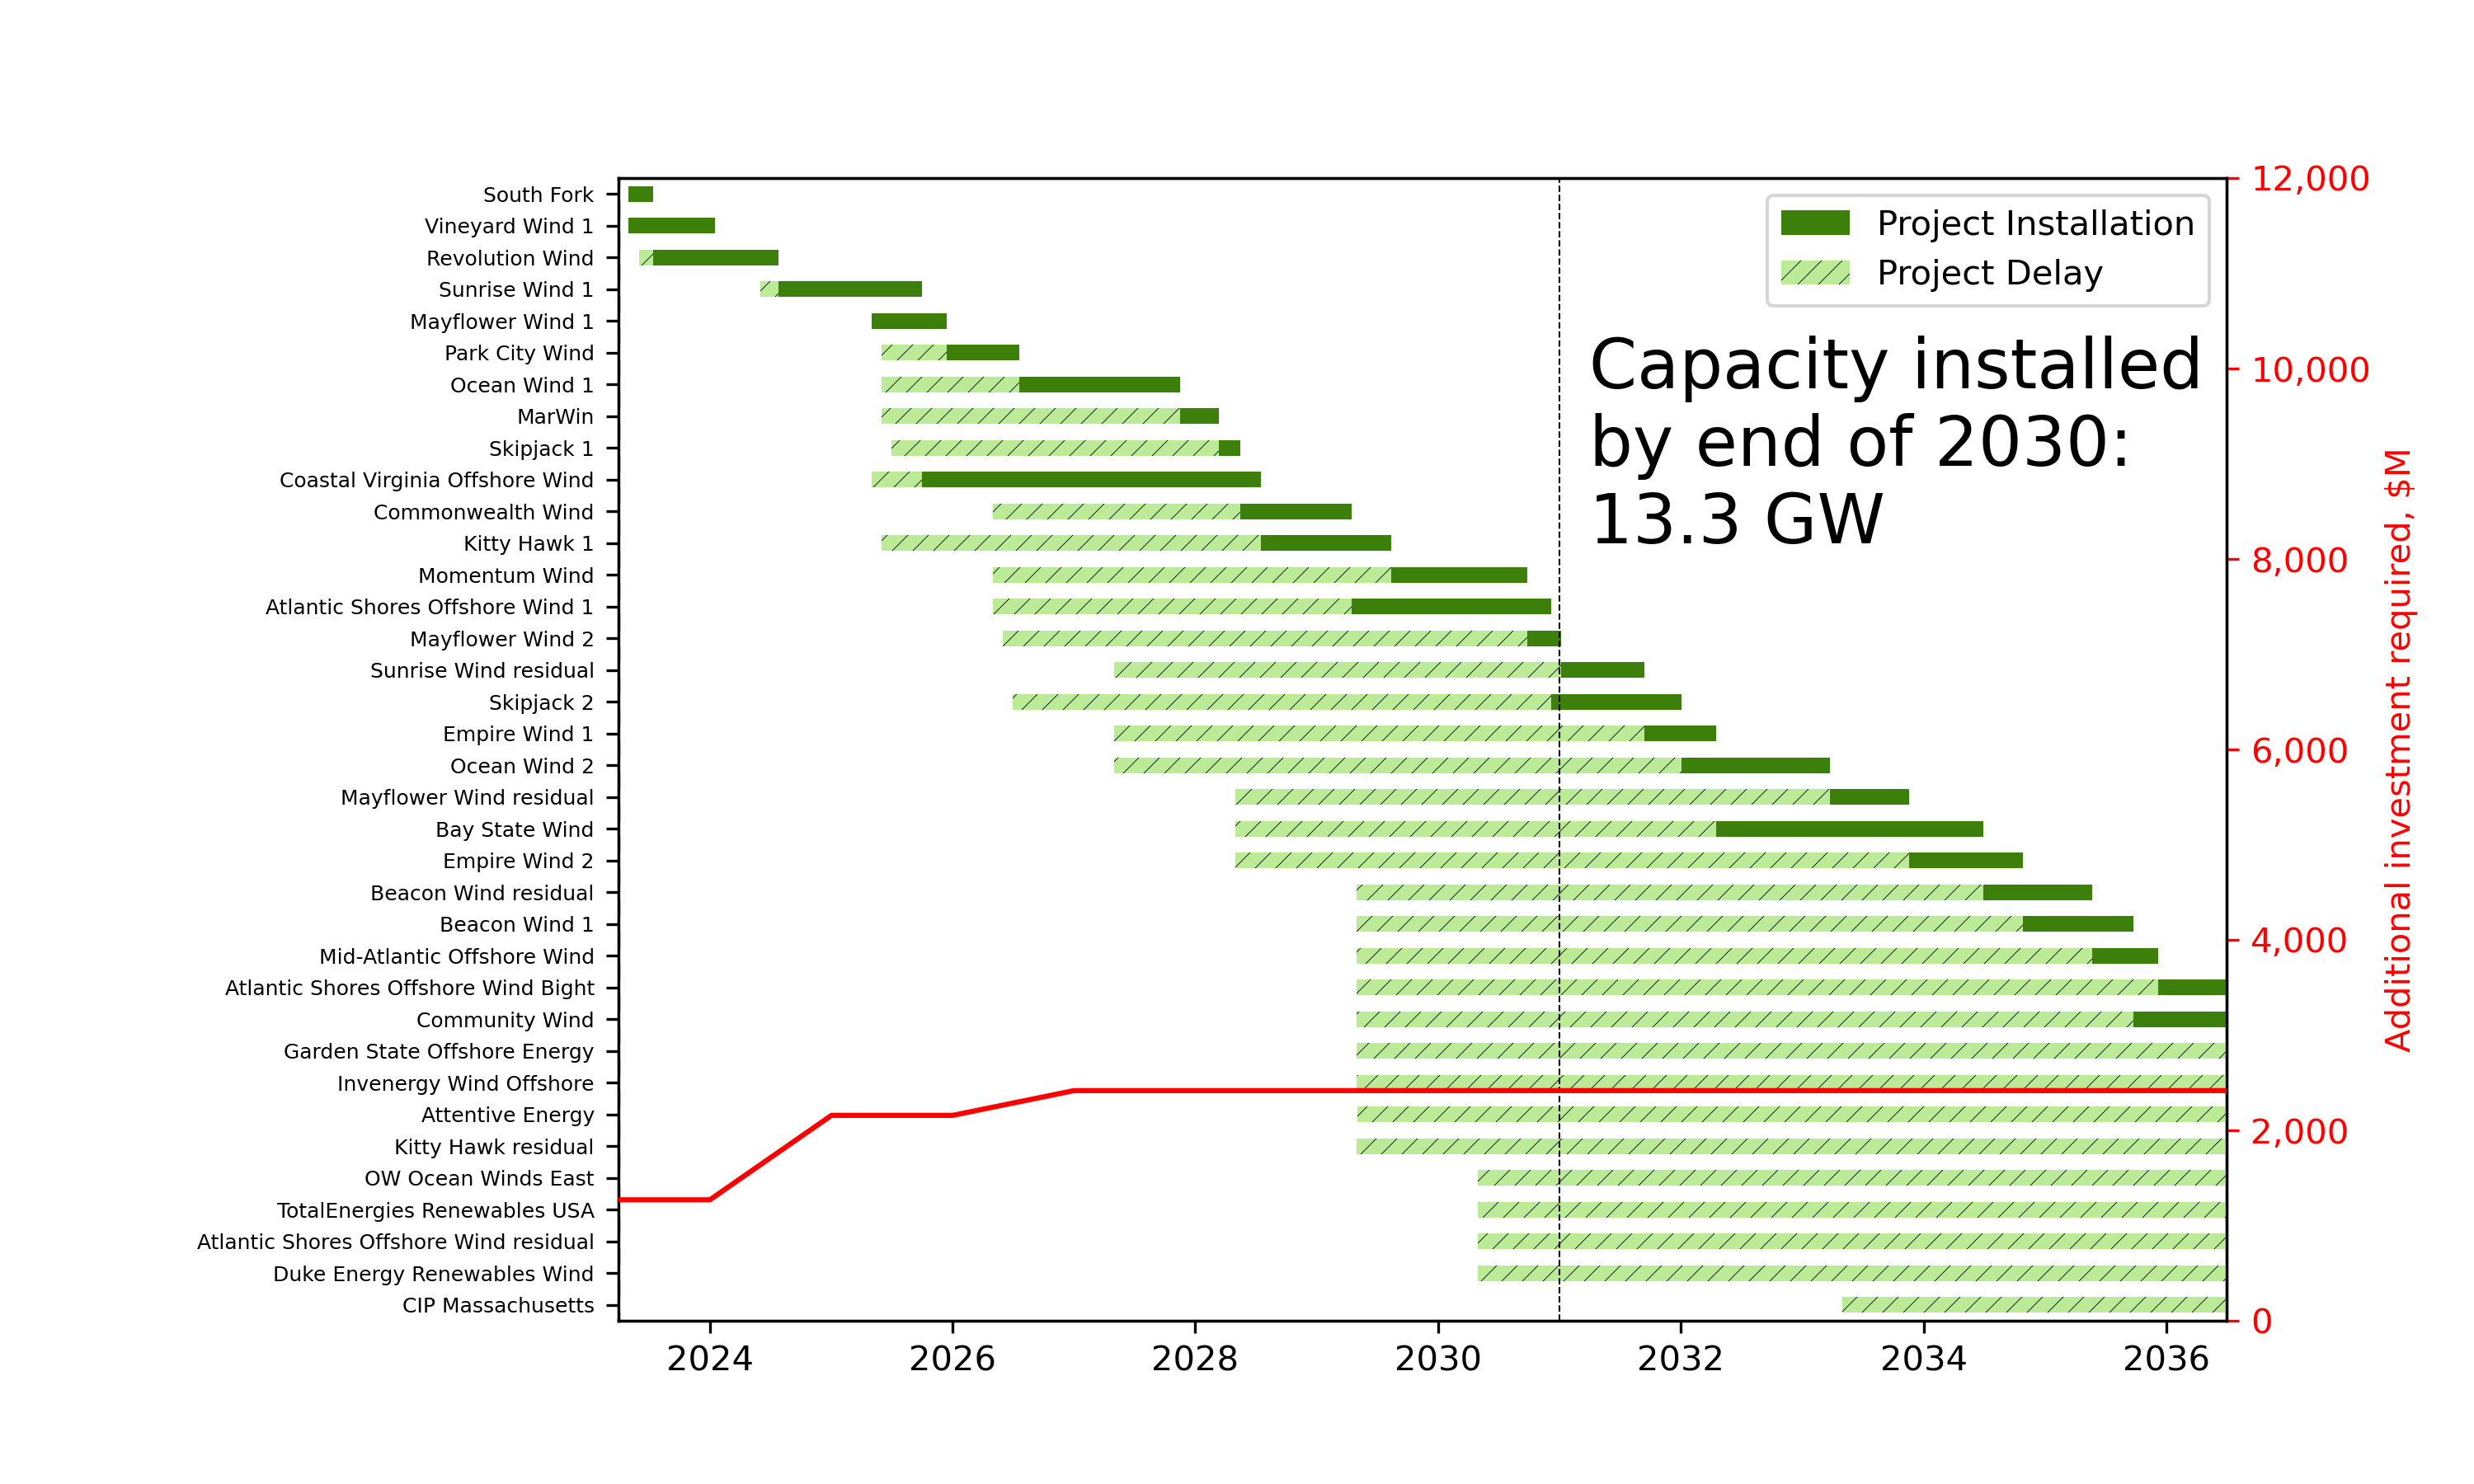 South Fork
Vineyard Wind 1
Revolution Wind
Sunrise Wind 1
Mayflower Wind 1
Park City Wind
Ocean Wind 1
MarWin
Skipjack 1
Coastal Virginia Offshore Wind
Commonwealth Wind
Kitty Hawk 1
Momentum Wind
Atlantic Shores Offshore Wind 1
Mayflower Wind 2
Sunrise Wind residual
Skipjack 2
Empire Wind 1
Ocean Wind 2
Mayflower Wind residual
Bay State Wind
Empire Wind 2
Beacon Wind residual
Beacon Wind 1
Mid-Atlantic Offshore Wind
Atlantic Shores Offshore Wind Bight
Community Wind
Garden State Offshore Energy
Invenergy Wind Offshore
Attentive Energy
Kitty Hawk residual
OW Ocean Winds East
TotalEnergies Renewables USA
Atlantic Shores Offshore Wind residual
Duke Energy Renewables Wind
CIP Massachusetts
Project Installation
Project Delay
Capacity installed
by end of 2030:
13.3 GW
12,000
10,000
8,000
6,000
4,000
2,000
0
Additional investment required, $M
2024 2026 2028 2030 2032 2034 2036